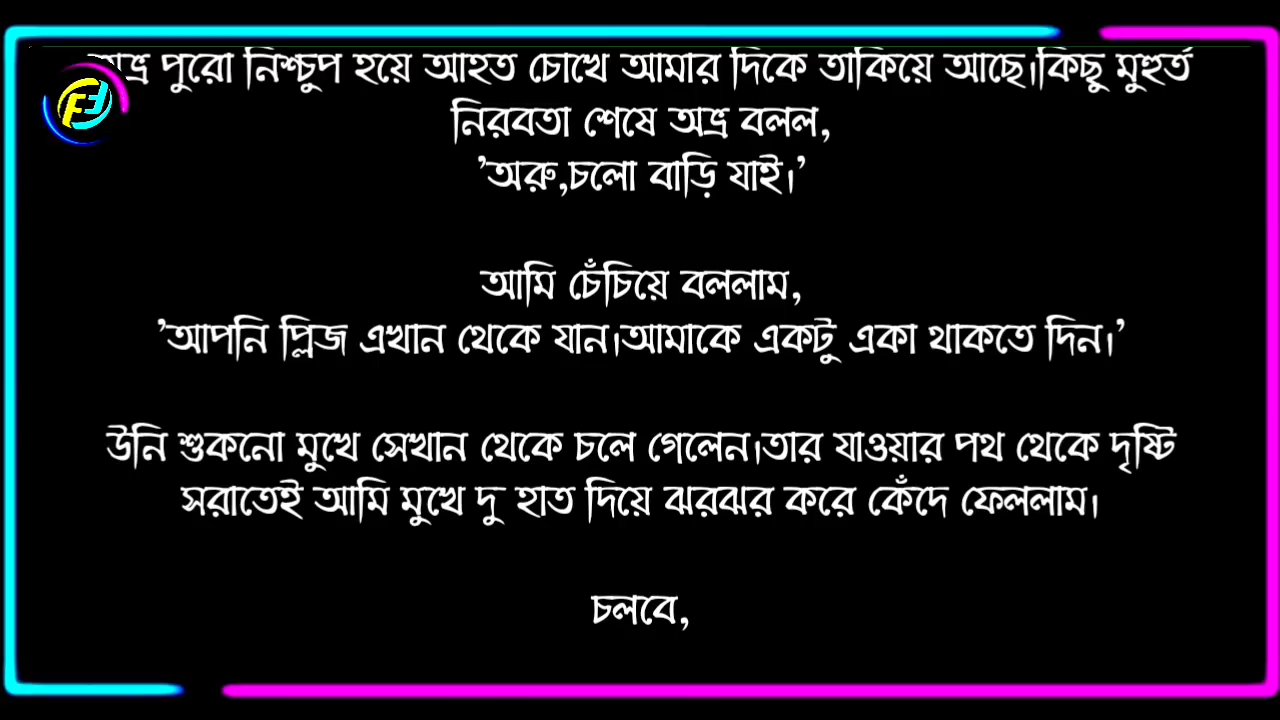 অভ্র পুরো নিশ্চুপ হয়ে আহত চোখে আমার দিকে তাকিয়ে আছে।কিছু মুহুর্ত
নিরবতা শেষে অভ্র বলল,
’অরু,চলো বাড়ি যাই।’
আমি চেঁচিয়ে বললাম,
’আপনি প্লিজ এখান থেকে যান।আমাকে একটু একা থাকতে দিন।’
উনি শুকনো মুখে সেখান থেকে চলে গেলেন।তার যাওয়ার পথ থেকে দৃষ্টি
সরাতেই আমি মুখে দু হাত দিয়ে ঝরঝর করে কেঁদে ফেললাম।
চলবে,